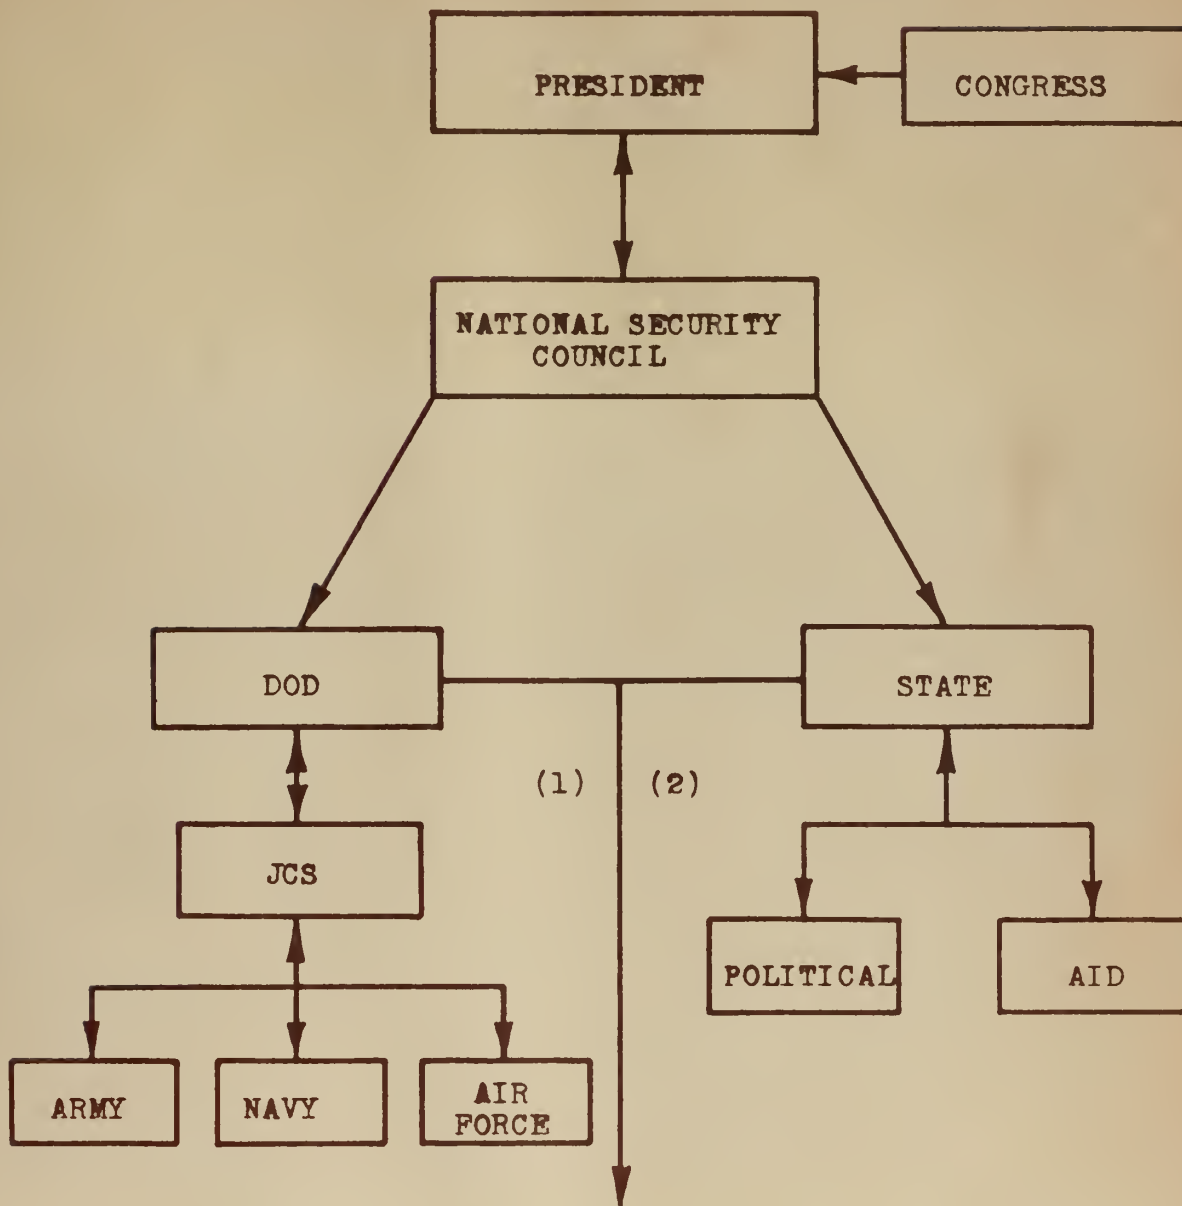 PRESIDENT
CONGRESS
NATIONAL SECURITY
COUNCIL
DOD
STATE
(1)
(2)
JCS
POLITICAL
AID
ARMY
NAVY
AIR
FORCE